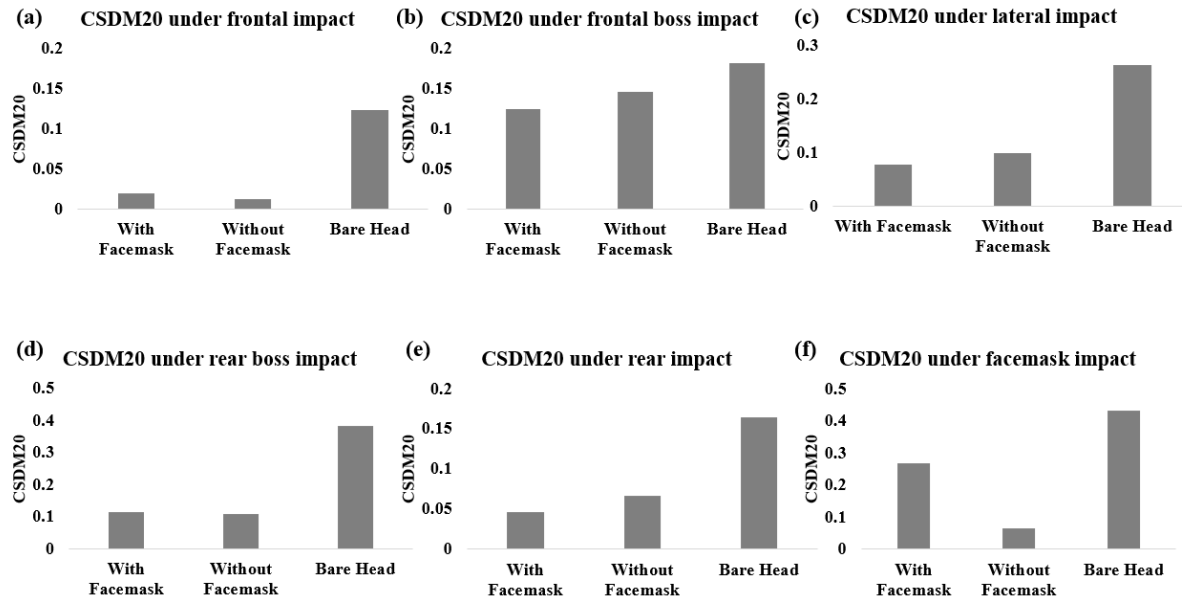 (a)
CSDM20 under frontal impact
0.2
0.15
0.1
0.05
0
CSDM20
With
Facemask
Without
Facemask
Bare Head
(b)
CSDM20 under frontal boss impact
0.2
0.15
0.1
0.05
0
CSDM20
With
Facemask
Without
Facemask
Bare Head
(c)
CSDM20 under lateral impact
0.3
0.2
0.1
0
CSDM20
With Facemask
Without
Facemask
Bare Head
(d)
CSDM20 under rear boss impact
0.5
0.4
0.3
0.2
0.1
0
CSDM20
With
Facemask
Without
Facemask
Bare Head
(e)
CSDM20 under rear impact
0.2
0.15
0.1
0.05
0
CSDM20
With
Facemask
Without
Facemask
Bare Head
(f)
CSDM20 under facemask impact
0.5
0.4
0.3
0.2
0.1
0
CSDM20
With
Facemask
Without
Facemask
Bare Head